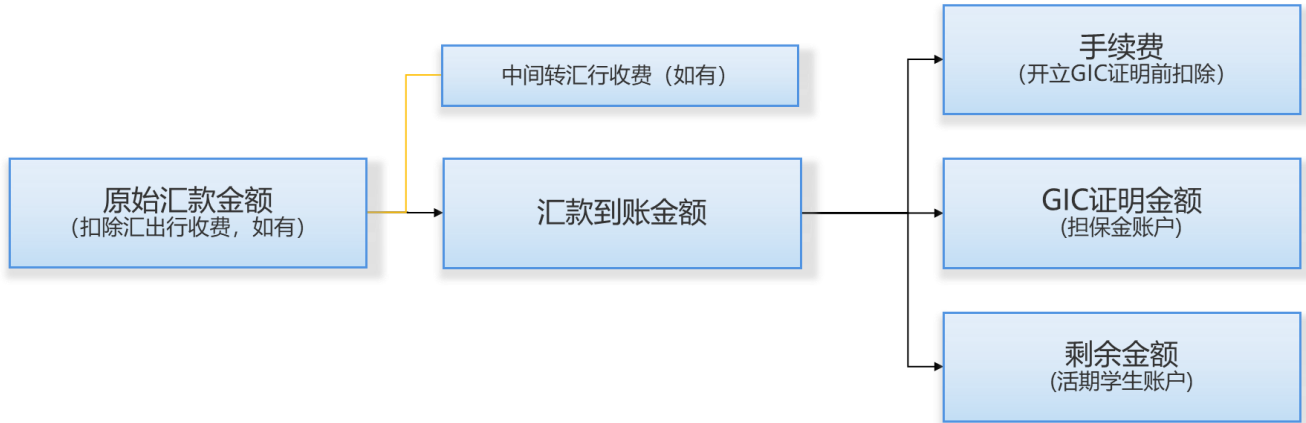 原始汇款金额
(扣除汇出行收费，如有)
中间转汇行收费（如有）
汇款到账金额
手续费
（开立GIC证明前扣除）
GIC证明金额
(担保金账户)
剩余金额
(活期学生账户)